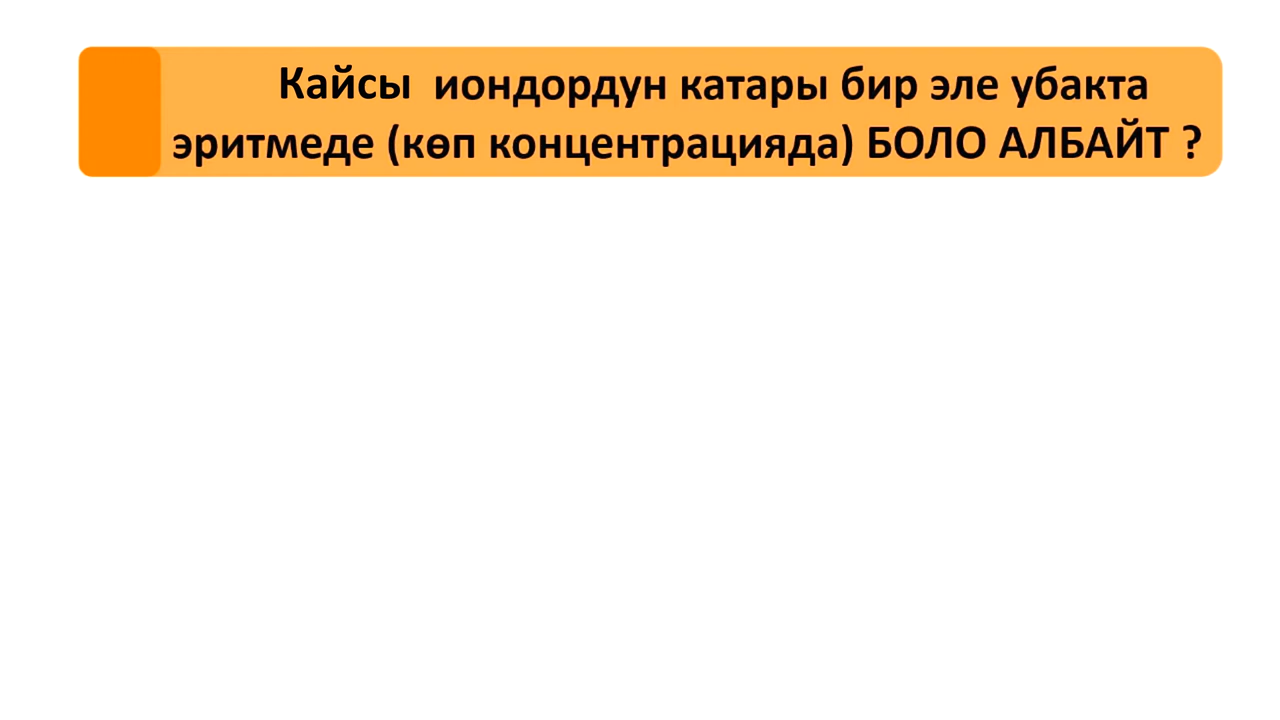 Кайсы иондордун катары бир эле убакта
эритмеде (көп концентрацияда) БОЛО АЛБАЙТ ?